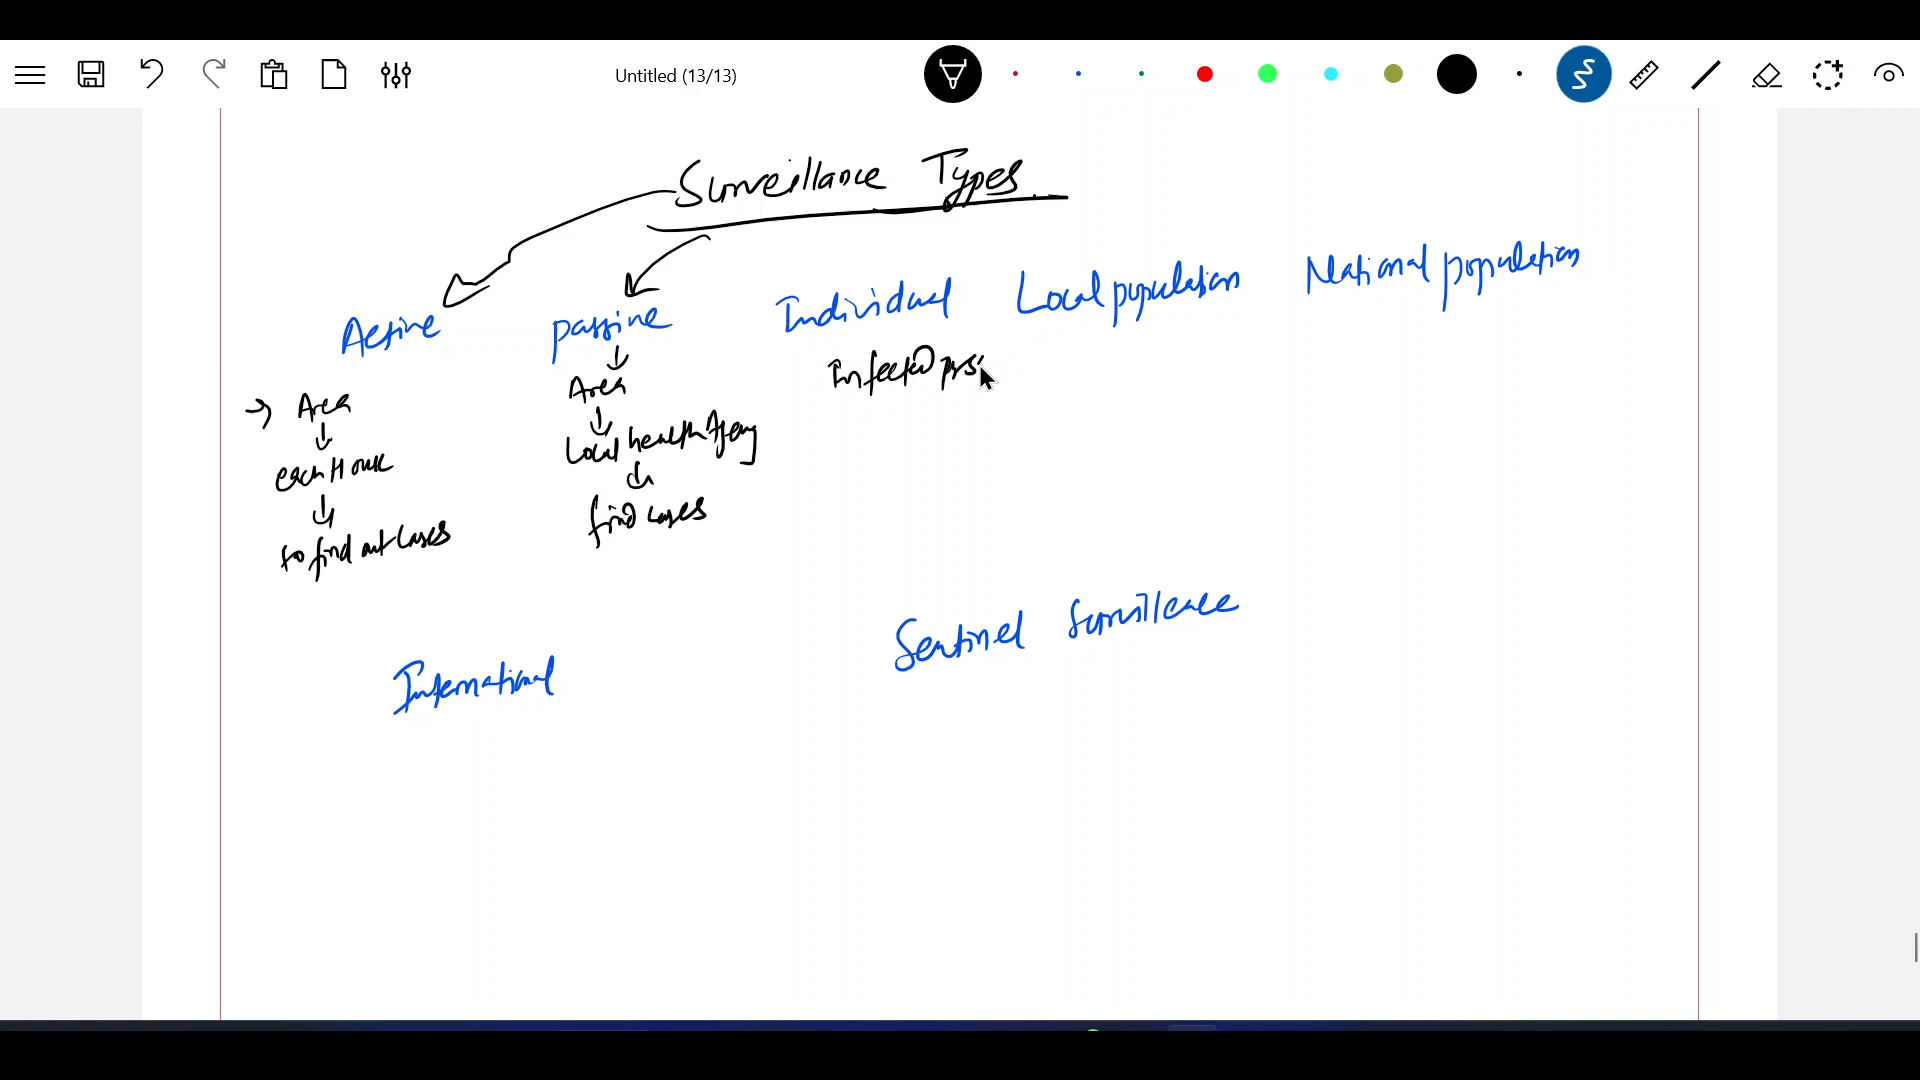 Untitled (13/13)
Surveillance Types
Active
passive
Individual
Local population
National population
Area
each House
to find out cases
Area
Local health Agency
find cases
Infected pers
International
Sentinel Surveillance